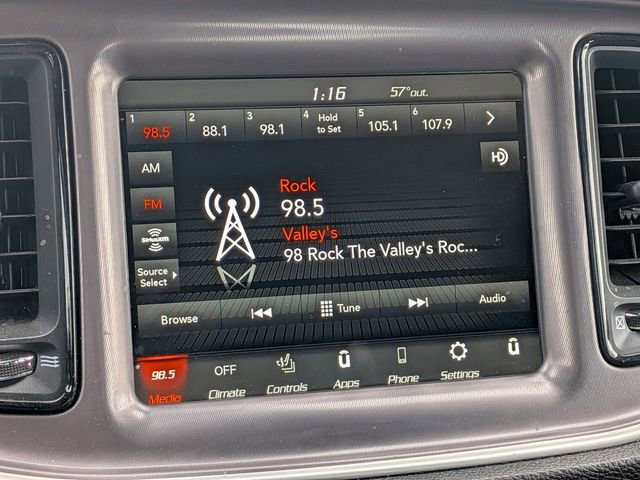 1:16 57°out.
1 2 3 4 5 6
98.5 88.1 98.1 Hold to Set 105.1 107.9
AM
FM
SiriusXM
Source
Select
HD
Rock
98.5
Valley's
98 Rock The Valley's Roc...
Browse Tune Audio
98.5 OFF
Media Climate Controls Apps Phone Settings